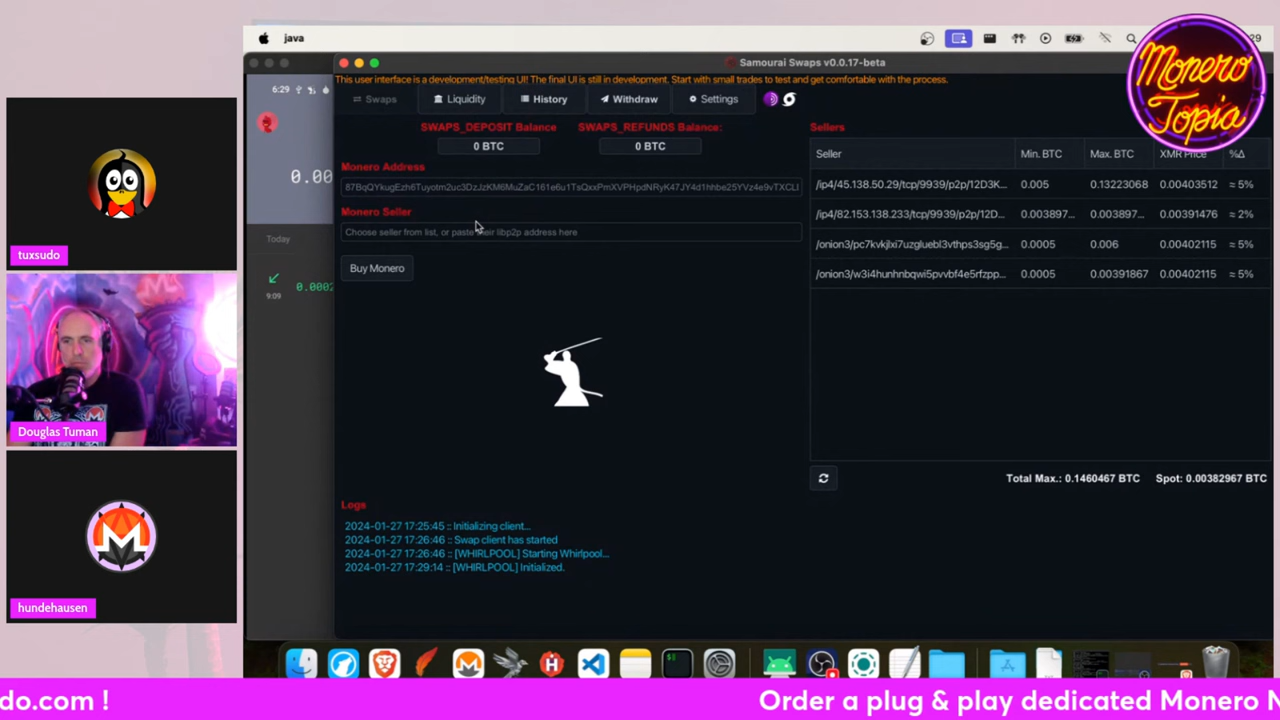 java
29
Monero
Topia
Samourai Swaps v0.0.17-beta
This user interface is a development/testing UI! The final UI is still in development. Start with small trades to test and get comfortable with the process.
6:29
Swaps
Liquidity
History
Withdraw
Settings
SWAPS_DEPOSIT Balance
SWAPS_REFUNDS Balance:
0 BTC
0 BTC
Monero Address
Monero Seller
Choose seller from list, or paste their libp2p address here
Buy Monero
0.00
Today
9:09
0.0002
Sellers
Seller Min. BTC Max. BTC XMR Price %Δ
/ip4/45.138.50.29/tcp/9939/p2p/12D3K... 0.005 0.13223068 0.00403512 ≈ 5%
/ip4/82.153.138.233/tcp/9939/p2p/12D... 0.003897... 0.003897... 0.00391476 ≈ 2%
/onion3/pc7kvkjlxi7uzgluebl3vthps3sg5g... 0.0005 0.006 0.00402115 ≈ 5%
/onion3/w3i4hunhnbqwi5pvvbf4e5rfzpp... 0.0005 0.00391867 0.00402115 ≈ 5%
Total Max.: 0.1460467 BTC
Spot: 0.00382967 BTC
Logs
2024-01-27 17:25:45 :: Initializing client...
2024-01-27 17:26:46 :: Swap client has started
2024-01-27 17:26:46 :: [WHIRLPOOL] Starting Whirlpool...
2024-01-27 17:29:14 :: [WHIRLPOOL] Initialized.
tuxsudo
Douglas Tuman
hundehausen
do.com !
Order a plug & play dedicated Monero